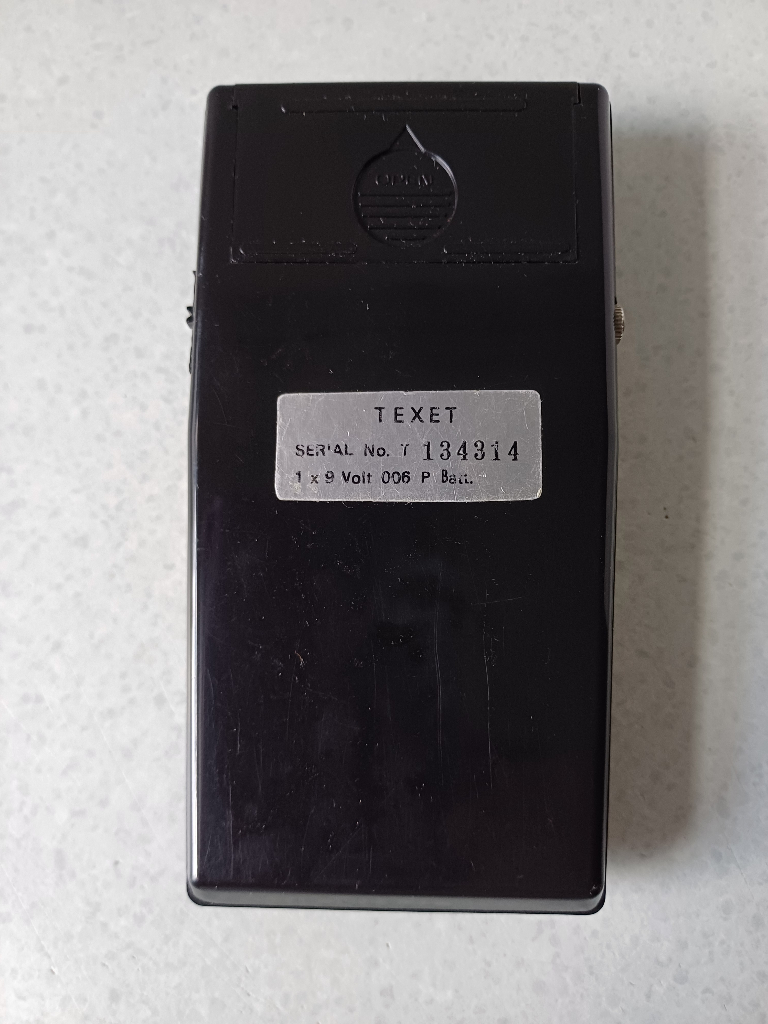 OPEN
TEXET
SERIAL No. T 134314
1 x 9 Volt 006 P Batt.